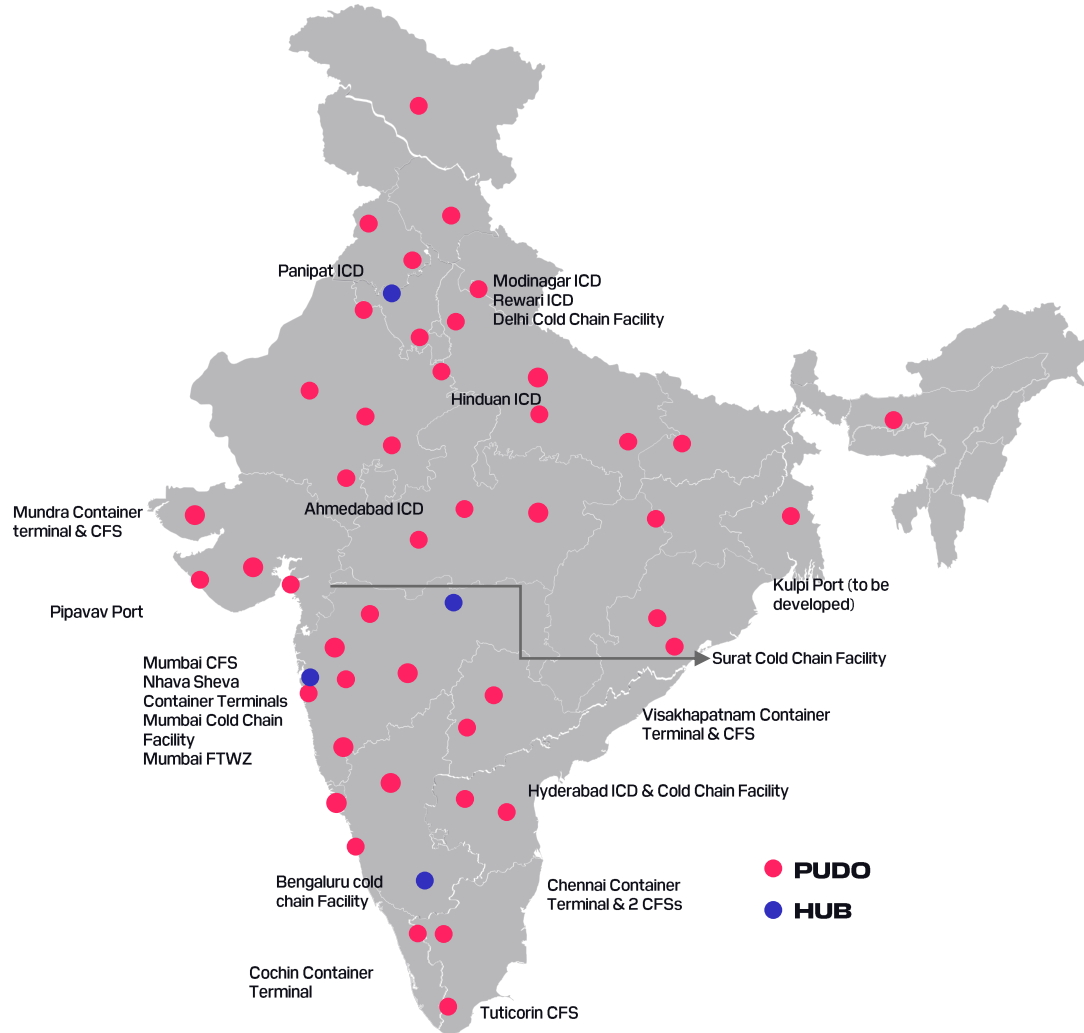 Panipat ICD
Modinagar ICD
Rewari ICD
Delhi Cold Chain Facility
Hinduan ICD
Mundra Container
terminal & CFS
Ahmedabad ICD
Pipavav Port
Kulpi Port (to be
developed)
Surat Cold Chain Facility
Mumbai CFS
Nhava Sheva
Container Terminals
Mumbai Cold Chain
Facility
Mumbai FTWZ
Visakhapatnam Container
Terminal & CFS
Hyderabad ICD & Cold Chain Facility
PUDO
HUB
Bengaluru cold
chain Facility
Chennai Container
Terminal & 2 CFSs
Cochin Container
Terminal
Tuticorin CFS